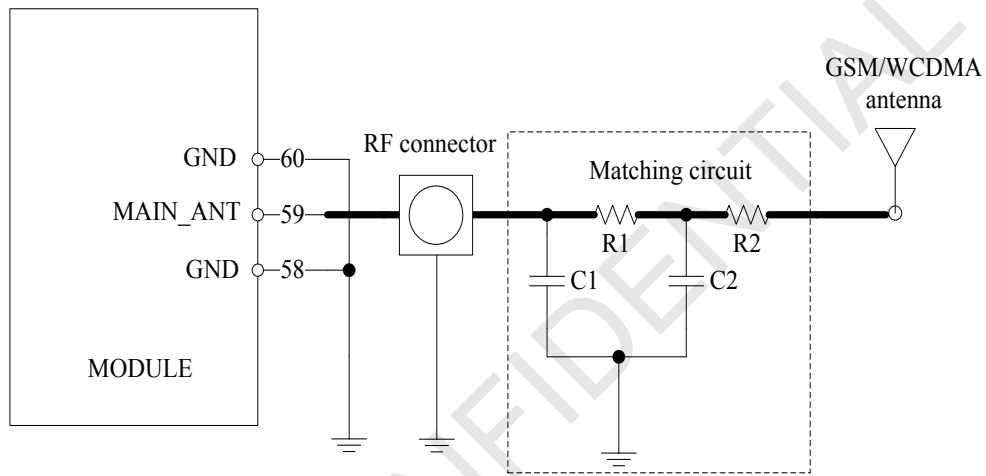 GSM/WCDMA
antenna
RF connector
Matching circuit
GND
60
MAIN_ANT
59
R1
R2
GND
58
C1
C2
MODULE
CONFIDENTIAL